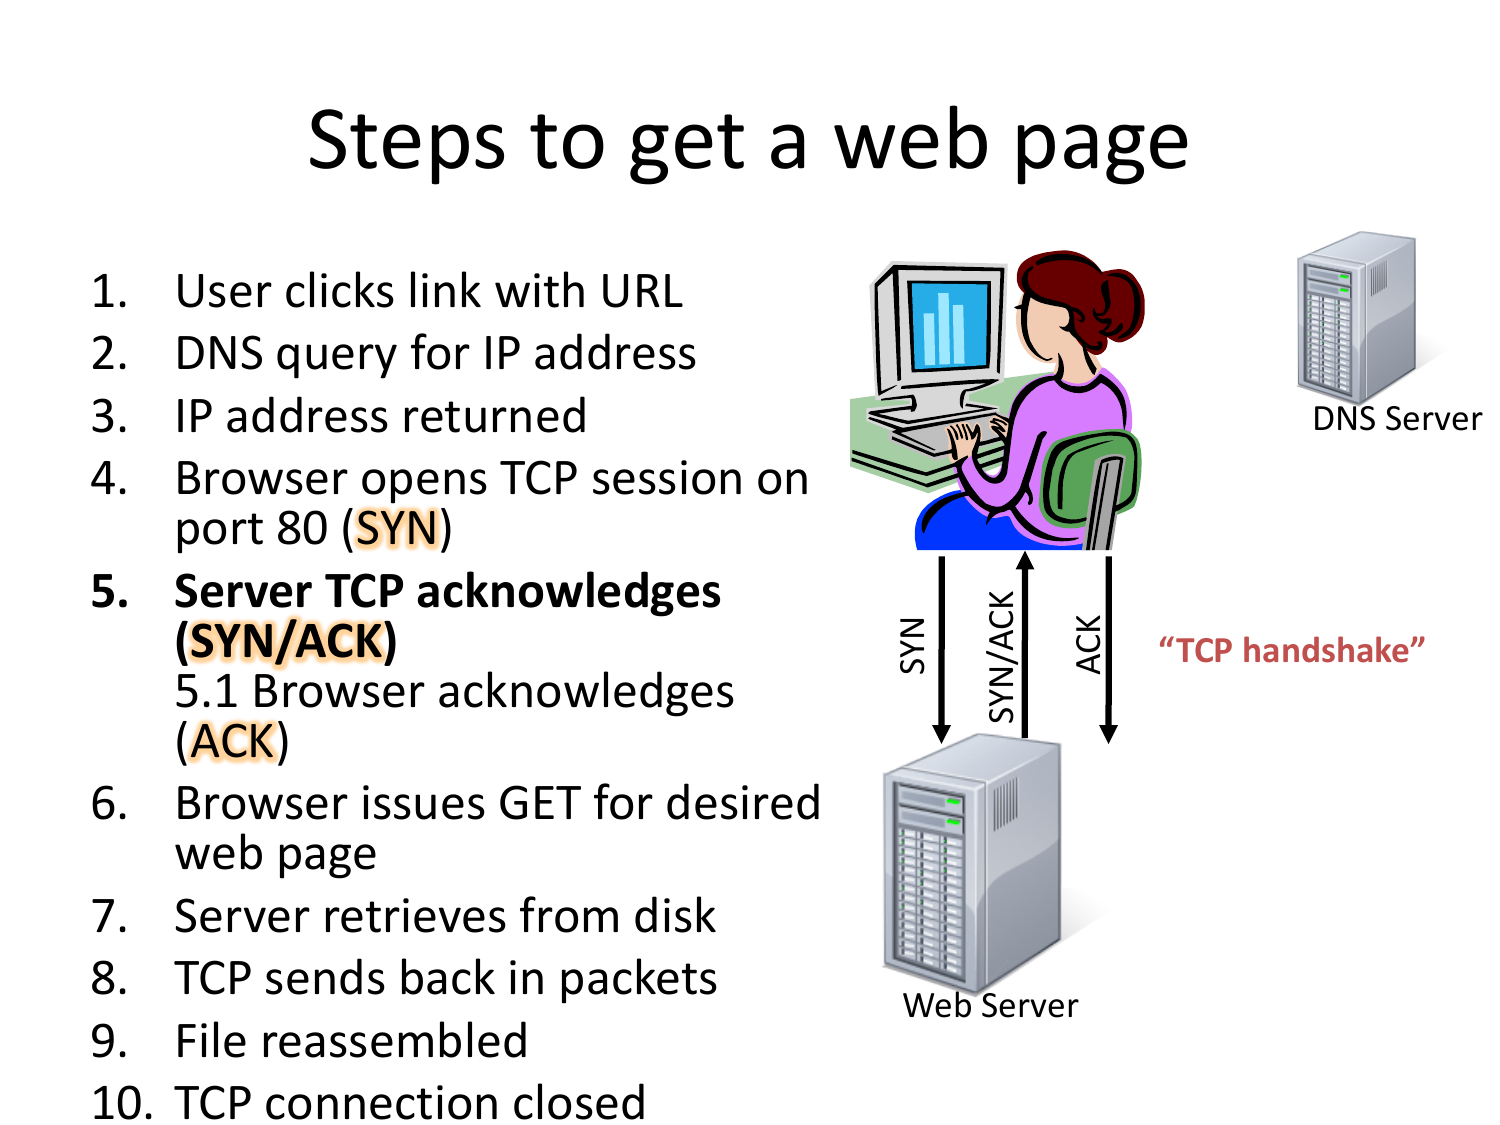 Steps to get a web page
1. User clicks link with URL
2. DNS query for IP address
3. IP address returned
4. Browser opens TCP session on
port 80 (SYN)
5. Server TCP acknowledges
(SYN/ACK)
5.1 Browser acknowledges
(ACK)
6. Browser issues GET for desired
web page
7. Server retrieves from disk
8. TCP sends back in packets
9. File reassembled
10. TCP connection closed
DNS Server
SYN
SYN/ACK
ACK
“TCP handshake”
Web Server